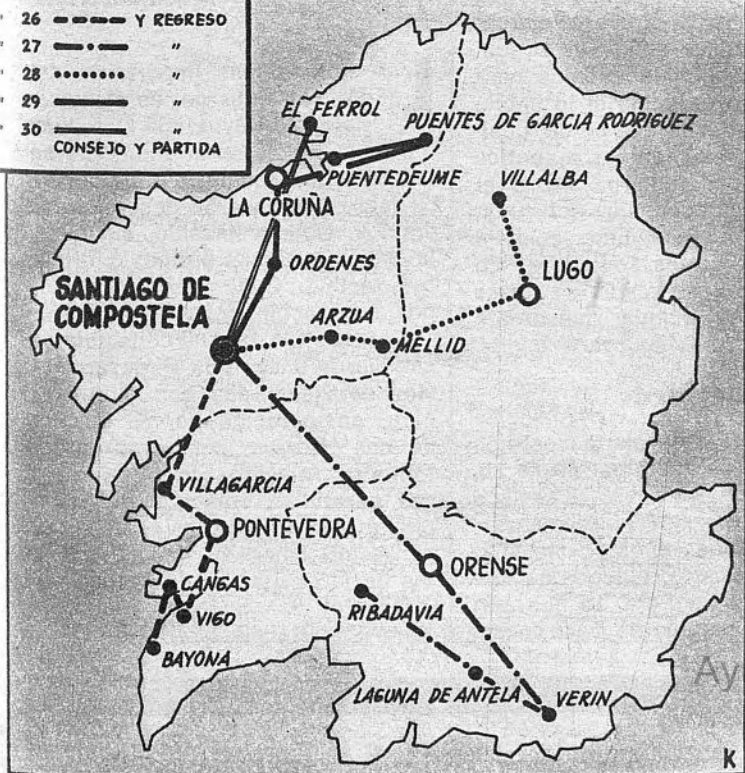 " 26 Y REGRESO
" 27 "
" 28 "
" 29 "
" 30 "
CONSEJO Y PARTIDA
EL FERROL
PUENTES DE GARCIA RODRIGUEZ
PUENTEDEUME
VILLALBA
LA CORUÑA
ORDENES
LUGO
SANTIAGO DE
COMPOSTELA
ARZUA
MELLID
VILLAGARCIA
PONTEVEDRA
ORENSE
CANGAS
RIBADAVIA
VIGO
BAYONA
LAGUNA DE ANTELA
VERIN
Ay
K